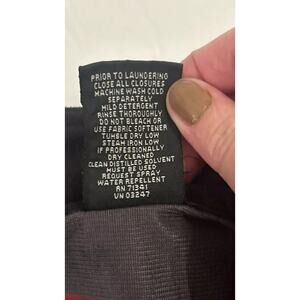 PRIOR TO LAUNDERING
CLOSE ALL CLOSURES
MACHINE WASH COLD
SEPARATELY
MILD DETERGENT
RINSE THOROUGHLY
DO NOT BLEACH OR
USE FABRIC SOFTENER
TUMBLE DRY LOW
STEAM IRON LOW
IF PROFESSIONALLY
DRY CLEANED
CLEAN DISTILLED SOLVENT
MUST BE USED
REQUEST SPRAY
WATER REPELLENT
RN 71341
VN 03247